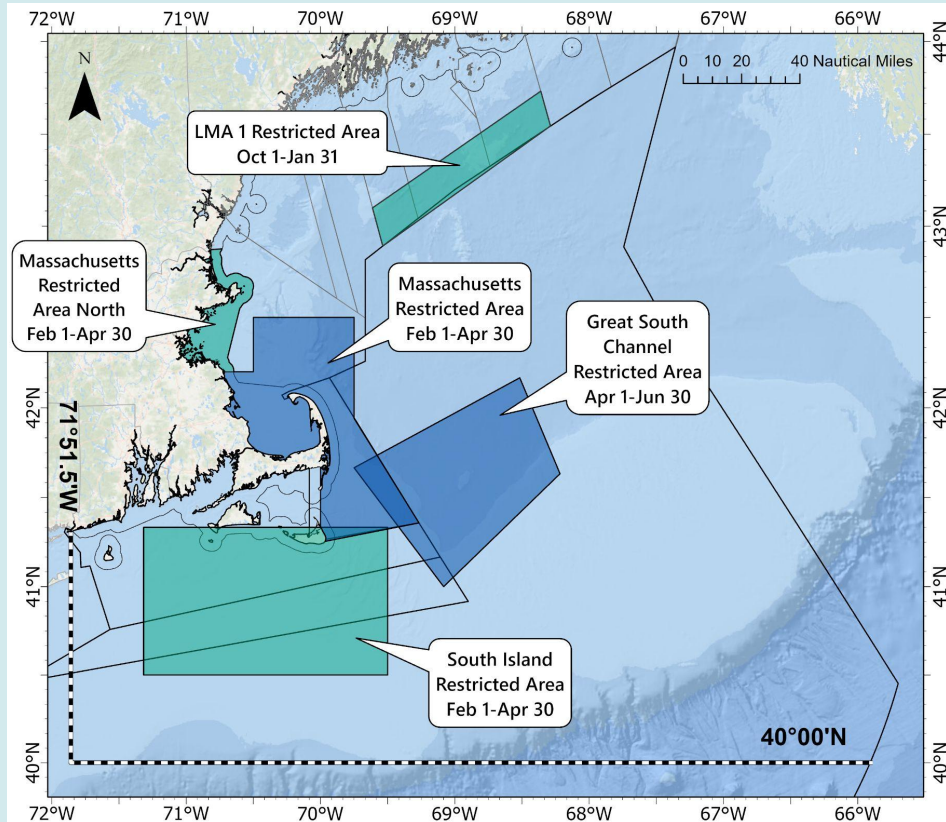 72°W
71°W
70°W
69°W
68°W
67°W
66°W
N
0 10 20 40 Nautical Miles
44°N
44°N
LMA 1 Restricted Area
Oct 1-Jan 31
43°N
Massachusetts
Restricted
Area North
Feb 1-Apr 30
Massachusetts
Restricted Area
Feb 1-Apr 30
Great South
Channel
Restricted Area
Apr 1-Jun 30
42°N
42°N
71°51.5'W
41°N
41°N
South Island
Restricted Area
Feb 1-Apr 30
40°00'N
40°N
40°N
72°W
71°W
70°W
69°W
68°W
67°W
66°W